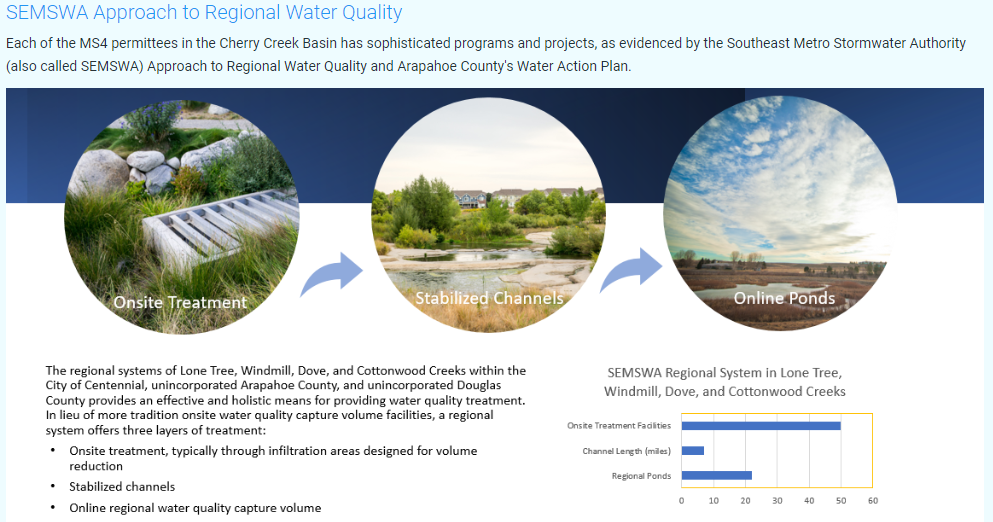 SEMSWA Approach to Regional Water Quality
Each of the MS4 permittees in the Cherry Creek Basin has sophisticated programs and projects, as evidenced by the Southeast Metro Stormwater Authority
(also called SEMSWA) Approach to Regional Water Quality and Arapahoe County's Water Action Plan.
Onsite Treatment
Stabilized Channels
Online Ponds
The regional systems of Lone Tree, Windmill, Dove, and Cottonwood Creeks within the
City of Centennial, unincorporated Arapahoe County, and unincorporated Douglas
County provides an effective and holistic means for providing water quality treatment.
In lieu of more tradition onsite water quality capture volume facilities, a regional
system offers three layers of treatment:
• Onsite treatment, typically through infiltration areas designed for volume
reduction
• Stabilized channels
• Online regional water quality capture volume
SEMSWA Regional System in Lone Tree,
Windmill, Dove, and Cottonwood Creeks
Onsite Treatment Facilities
Channel Length (miles)
Regional Ponds
0 10 20 30 40 50 60